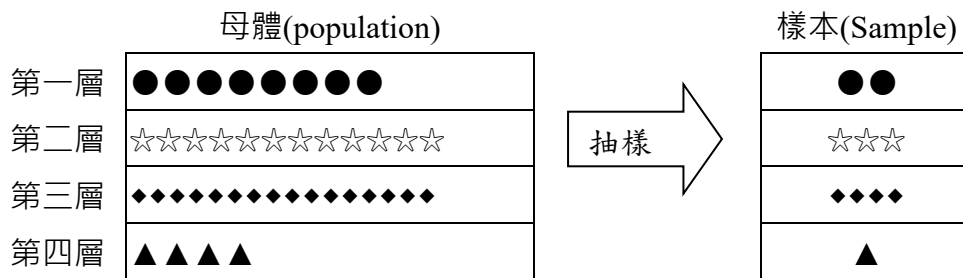 母體(population)
樣本(Sample)
第一層
第二層
抽樣
第三層
第四層